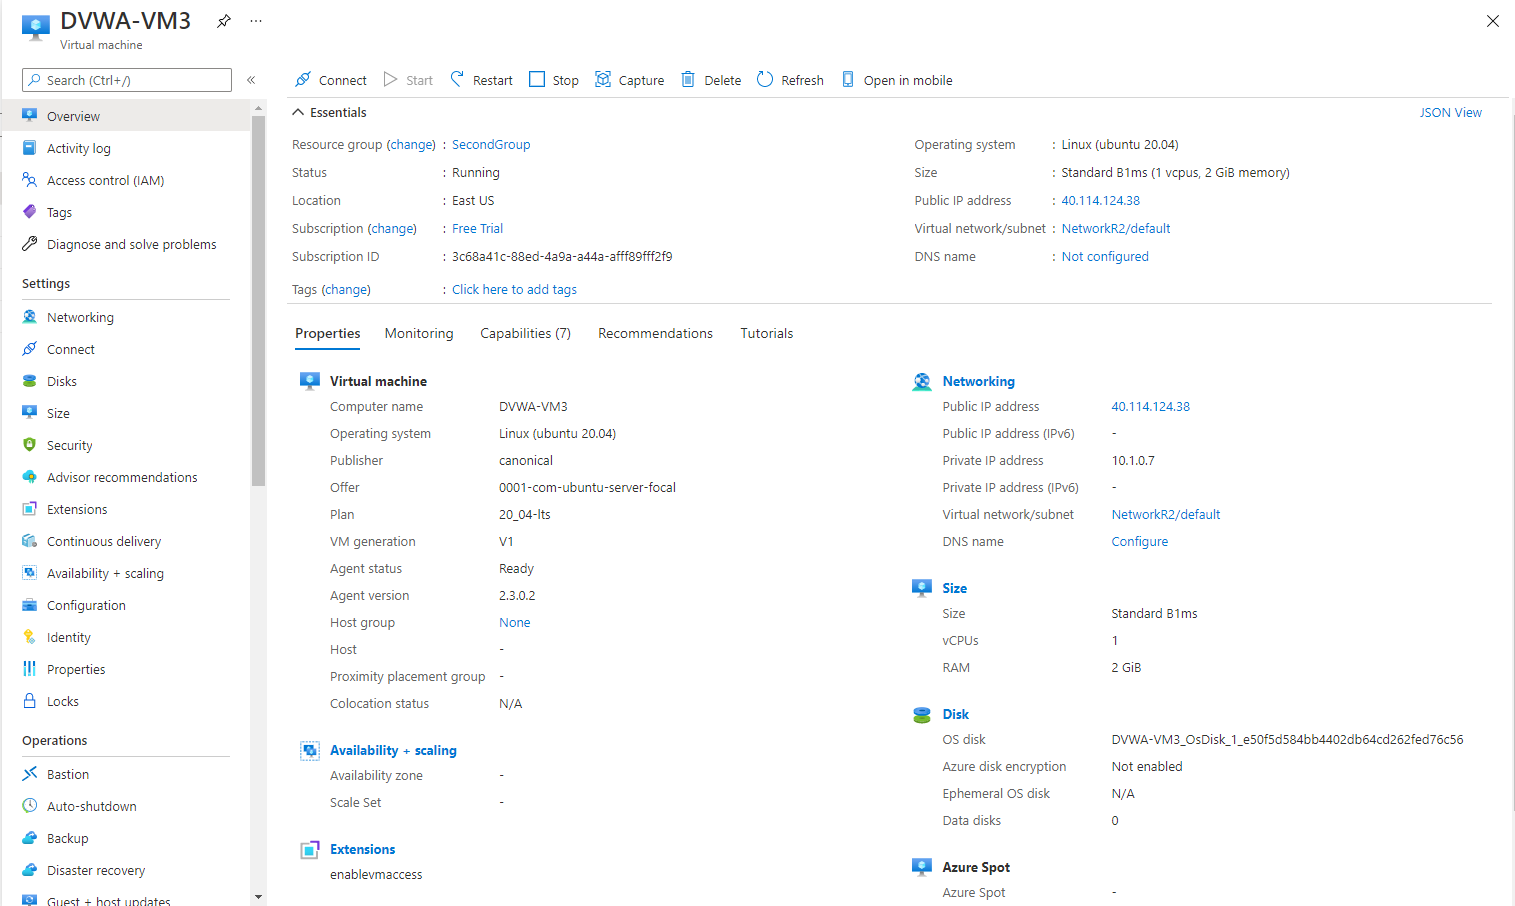 DVWA-VM3
Virtual machine
Search (Ctrl+/)
Overview
Activity log
Access control (IAM)
Tags
Diagnose and solve problems
Settings
Networking
Connect
Disks
Size
Security
Advisor recommendations
Extensions
Continuous delivery
Availability + scaling
Configuration
Identity
Properties
Locks
Operations
Bastion
Auto-shutdown
Backup
Disaster recovery
Guest + host updates
Connect Start Restart Stop Capture Delete Refresh Open in mobile
Essentials JSON View
Resource group (change) : SecondGroup
Status : Running
Location : East US
Subscription (change) : Free Trial
Subscription ID : 3c68a41c-88ed-4a9a-a44a-afff89fff2f9
Tags (change) : Click here to add tags
Operating system : Linux (ubuntu 20.04)
Size : Standard B1ms (1 vcpus, 2 GiB memory)
Public IP address : 40.114.124.38
Virtual network/subnet : NetworkR2/default
DNS name : Not configured
Properties Monitoring Capabilities (7) Recommendations Tutorials
Virtual machine
Computer name DVWA-VM3
Operating system Linux (ubuntu 20.04)
Publisher canonical
Offer 0001-com-ubuntu-server-focal
Plan 20_04-lts
VM generation V1
Agent status Ready
Agent version 2.3.0.2
Host group None
Host -
Proximity placement group -
Colocation status N/A
Availability + scaling
Availability zone -
Scale Set -
Extensions
enablevmaccess
Networking
Public IP address 40.114.124.38
Public IP address (IPv6) -
Private IP address 10.1.0.7
Private IP address (IPv6) -
Virtual network/subnet NetworkR2/default
DNS name Configure
Size
Size Standard B1ms
vCPUs 1
RAM 2 GiB
Disk
OS disk DVWA-VM3_OsDisk_1_e50f5d584bb4402db64cd262fed76c56
Azure disk encryption Not enabled
Ephemeral OS disk N/A
Data disks 0
Azure Spot
Azure Spot -